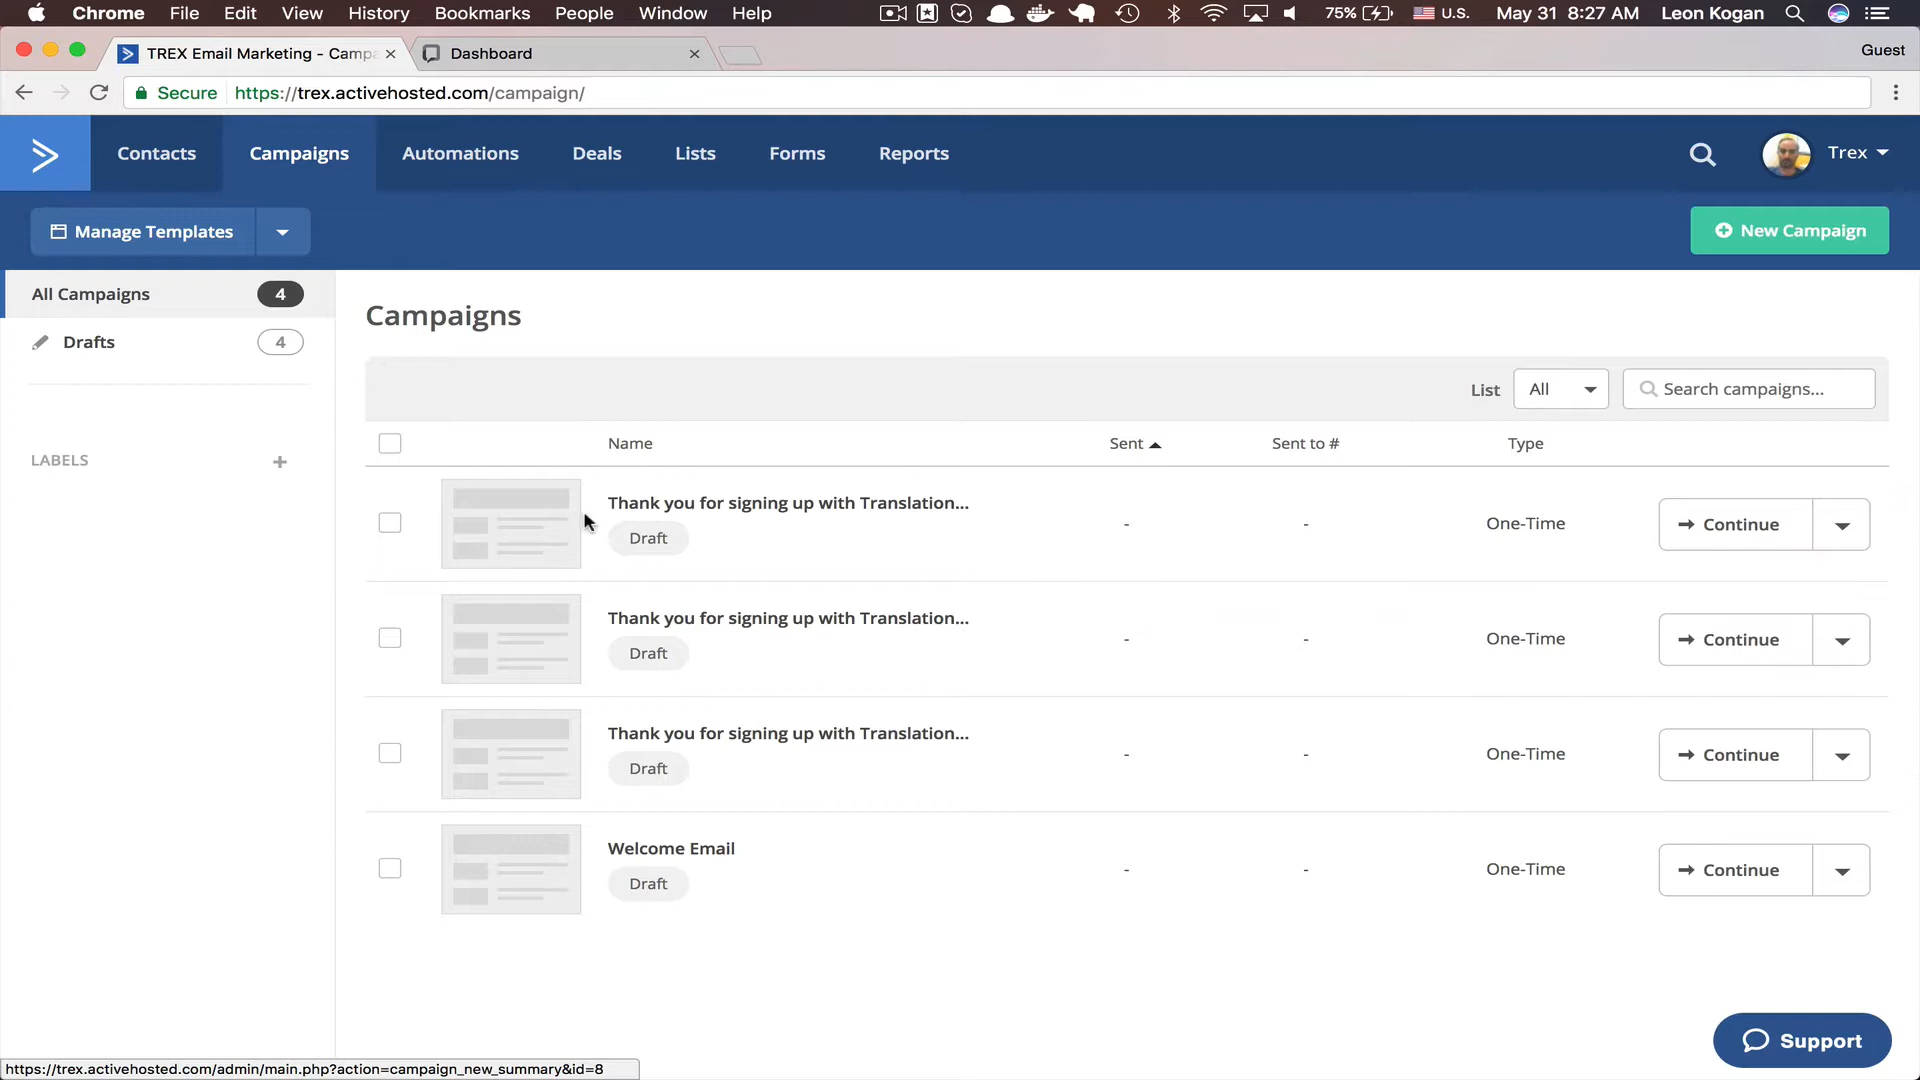 Chrome File Edit View History Bookmarks People Window Help 75% U.S. May 31 8:27 AM Leon Kogan
TREX Email Marketing - Campa Dashboard Guest
Secure https://trex.activehosted.com/campaign/
Contacts Campaigns Automations Deals Lists Forms Reports Trex
Manage Templates New Campaign
All Campaigns 4
Drafts 4
LABELS +
Campaigns
List All Search campaigns...
Name Sent Sent to # Type
Thank you for signing up with Translation...
Draft - - One-Time Continue
Thank you for signing up with Translation...
Draft - - One-Time Continue
Thank you for signing up with Translation...
Draft - - One-Time Continue
Welcome Email
Draft - - One-Time Continue
Support
https://trex.activehosted.com/admin/main.php?action=campaign_new_summary&id=8